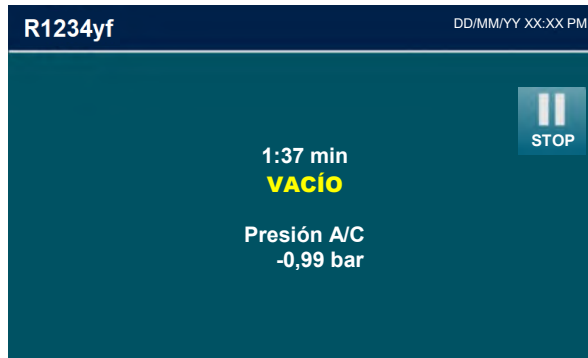 R1234yf
DD/MM/YY XX:XX PM
STOP
1:37 min
VACÍO
Presión A/C
-0,99 bar